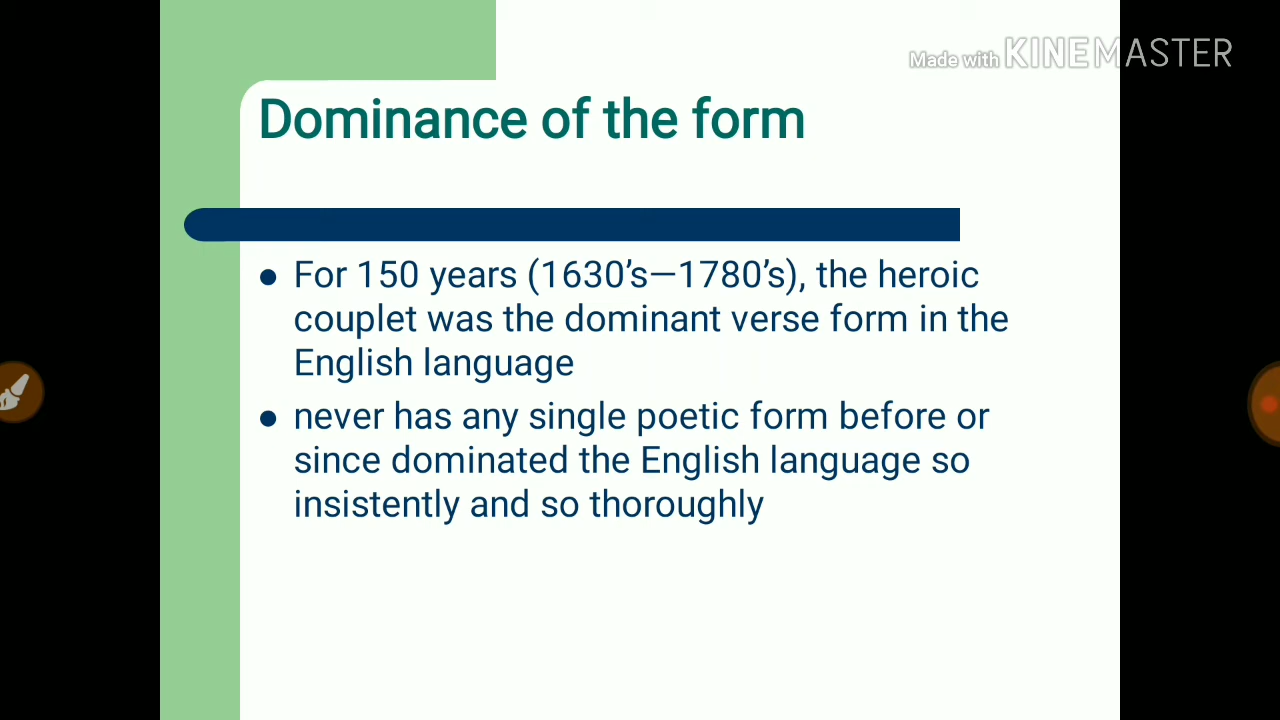 Made with KINEMASTER
Dominance of the form
• For 150 years (1630’s—1780’s), the heroic
couplet was the dominant verse form in the
English language
• never has any single poetic form before or
since dominated the English language so
insistently and so thoroughly